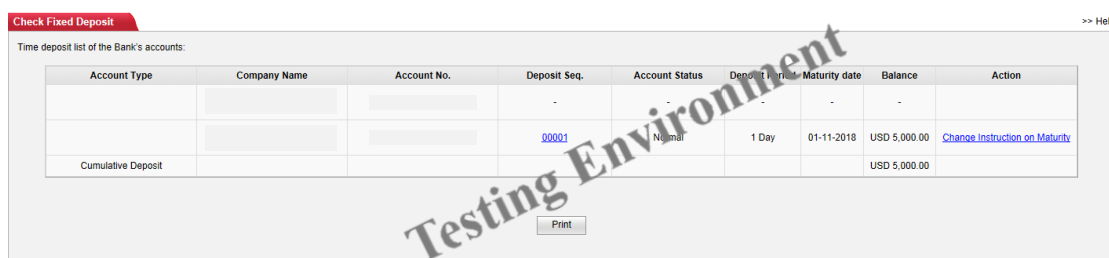 Check Fixed Deposit
>> Hel
Time deposit list of the Bank's accounts:
Account Type Company Name Account No. Deposit Seq. Account Status Deposit Period Maturity date Balance Action
- - - - -
00001 Normal 1 Day 01-11-2018 USD 5,000.00 Change Instruction on Maturity
Cumulative Deposit USD 5,000.00
Testing Environment
Print